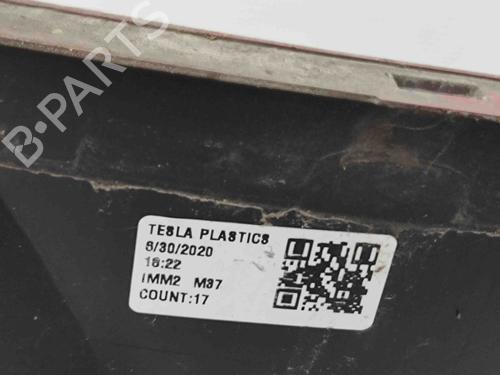 B-PARTS
TESLA PLASTICS
6/30/2020
16:22
IMM2 M37
COUNT:17